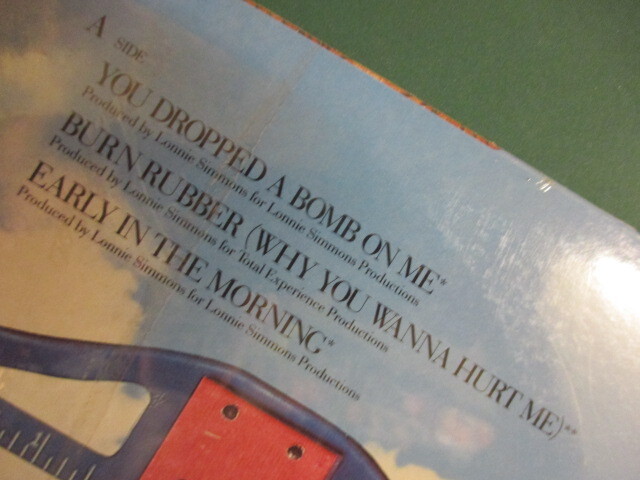 A SIDE
YOU DROPPED A BOMB ON ME*
Produced by Lonnie Simmons for Lonnie Simmons Productions
BURN RUBBER (WHY YOU WANNA HURT ME)**
Produced by Lonnie Simmons for Total Experience Productions
EARLY IN THE MORNING*
Produced by Lonnie Simmons for Lonnie Simmons Productions